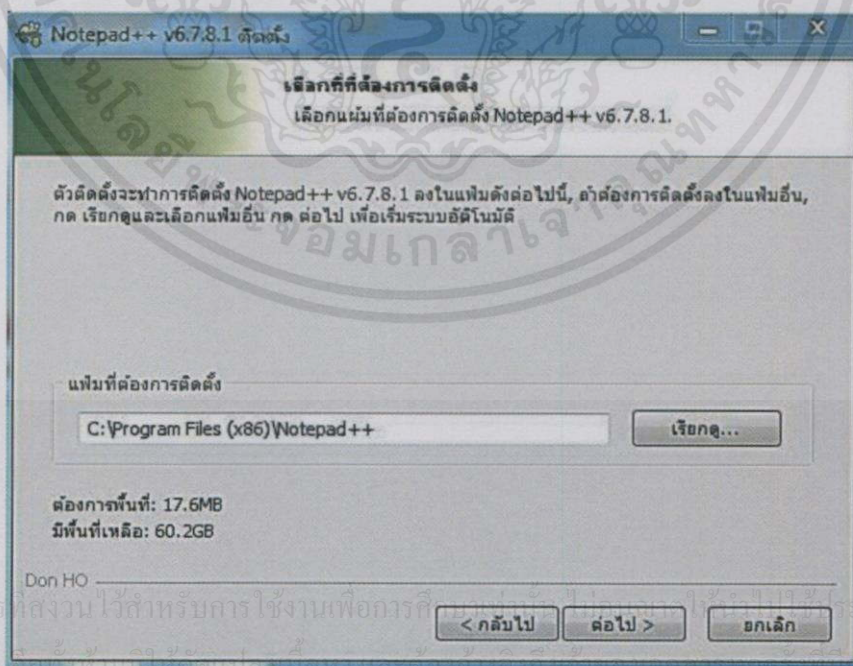 Notepad++ v6.7.8.1 ติดตั้ง
เลือกที่ที่ต้องการติดตั้ง
เลือกแฟ้มที่ต้องการติดตั้ง Notepad++ v6.7.8.1.
ตัวติดตั้งจะทำการติดตั้ง Notepad++ v6.7.8.1 ลงในแฟ้มดังต่อไปนี้, ถ้าต้องการติดตั้งลงในแฟ้มอื่น,
กด เรียกดูและเลือกแฟ้มอื่น กด ต่อไป เพื่อเริ่มระบบอัติโนมัติ
แฟ้มที่ต้องการติดตั้ง
C:\Program Files (x86)\Notepad++
เรียกดู...
ต้องการพื้นที่: 17.6MB
มีพื้นที่เหลือ: 60.2GB
Don HO
< กลับไป ต่อไป > ยกเลิก